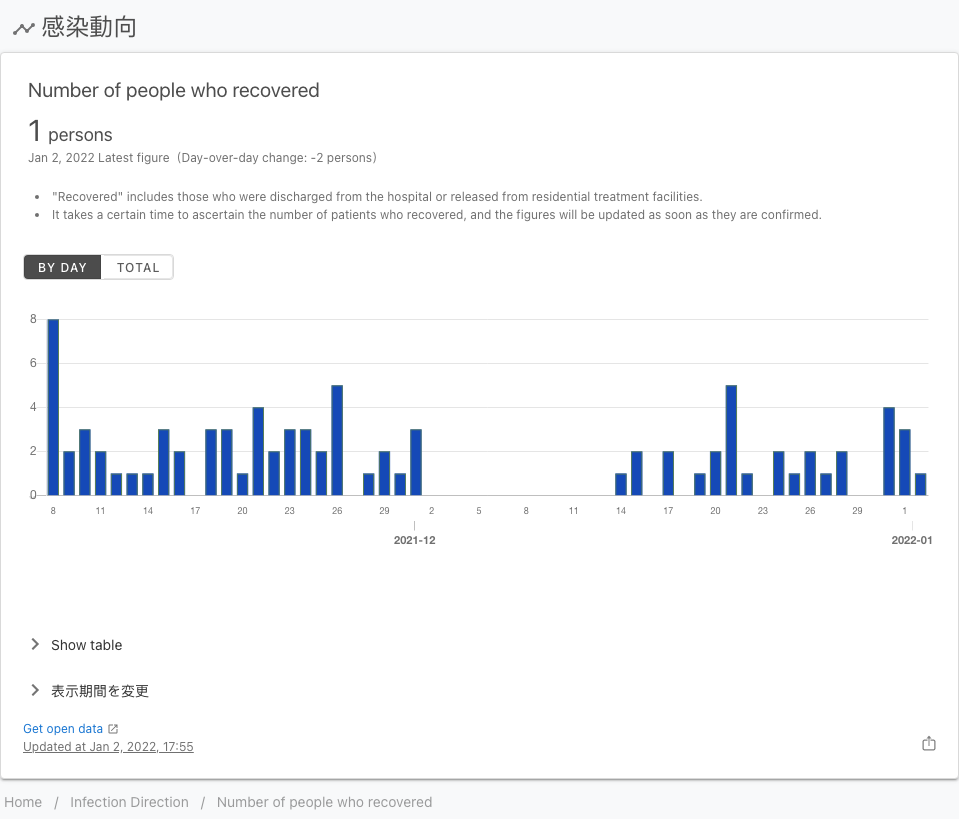 感染動向
Number of people who recovered
1 persons
Jan 2, 2022 Latest figure (Day-over-day change: -2 persons)
• "Recovered" includes those who were discharged from the hospital or released from residential treatment facilities.
• It takes a certain time to ascertain the number of patients who recovered, and the figures will be updated as soon as they are confirmed.
BY DAY TOTAL
8
6
4
2
0
8 11 14 17 20 23 26 29 2 5 8 11 14 17 20 23 26 29 1
2021-12 2022-01
Show table
表示期間を変更
Get open data
Updated at Jan 2, 2022, 17:55
Home / Infection Direction / Number of people who recovered